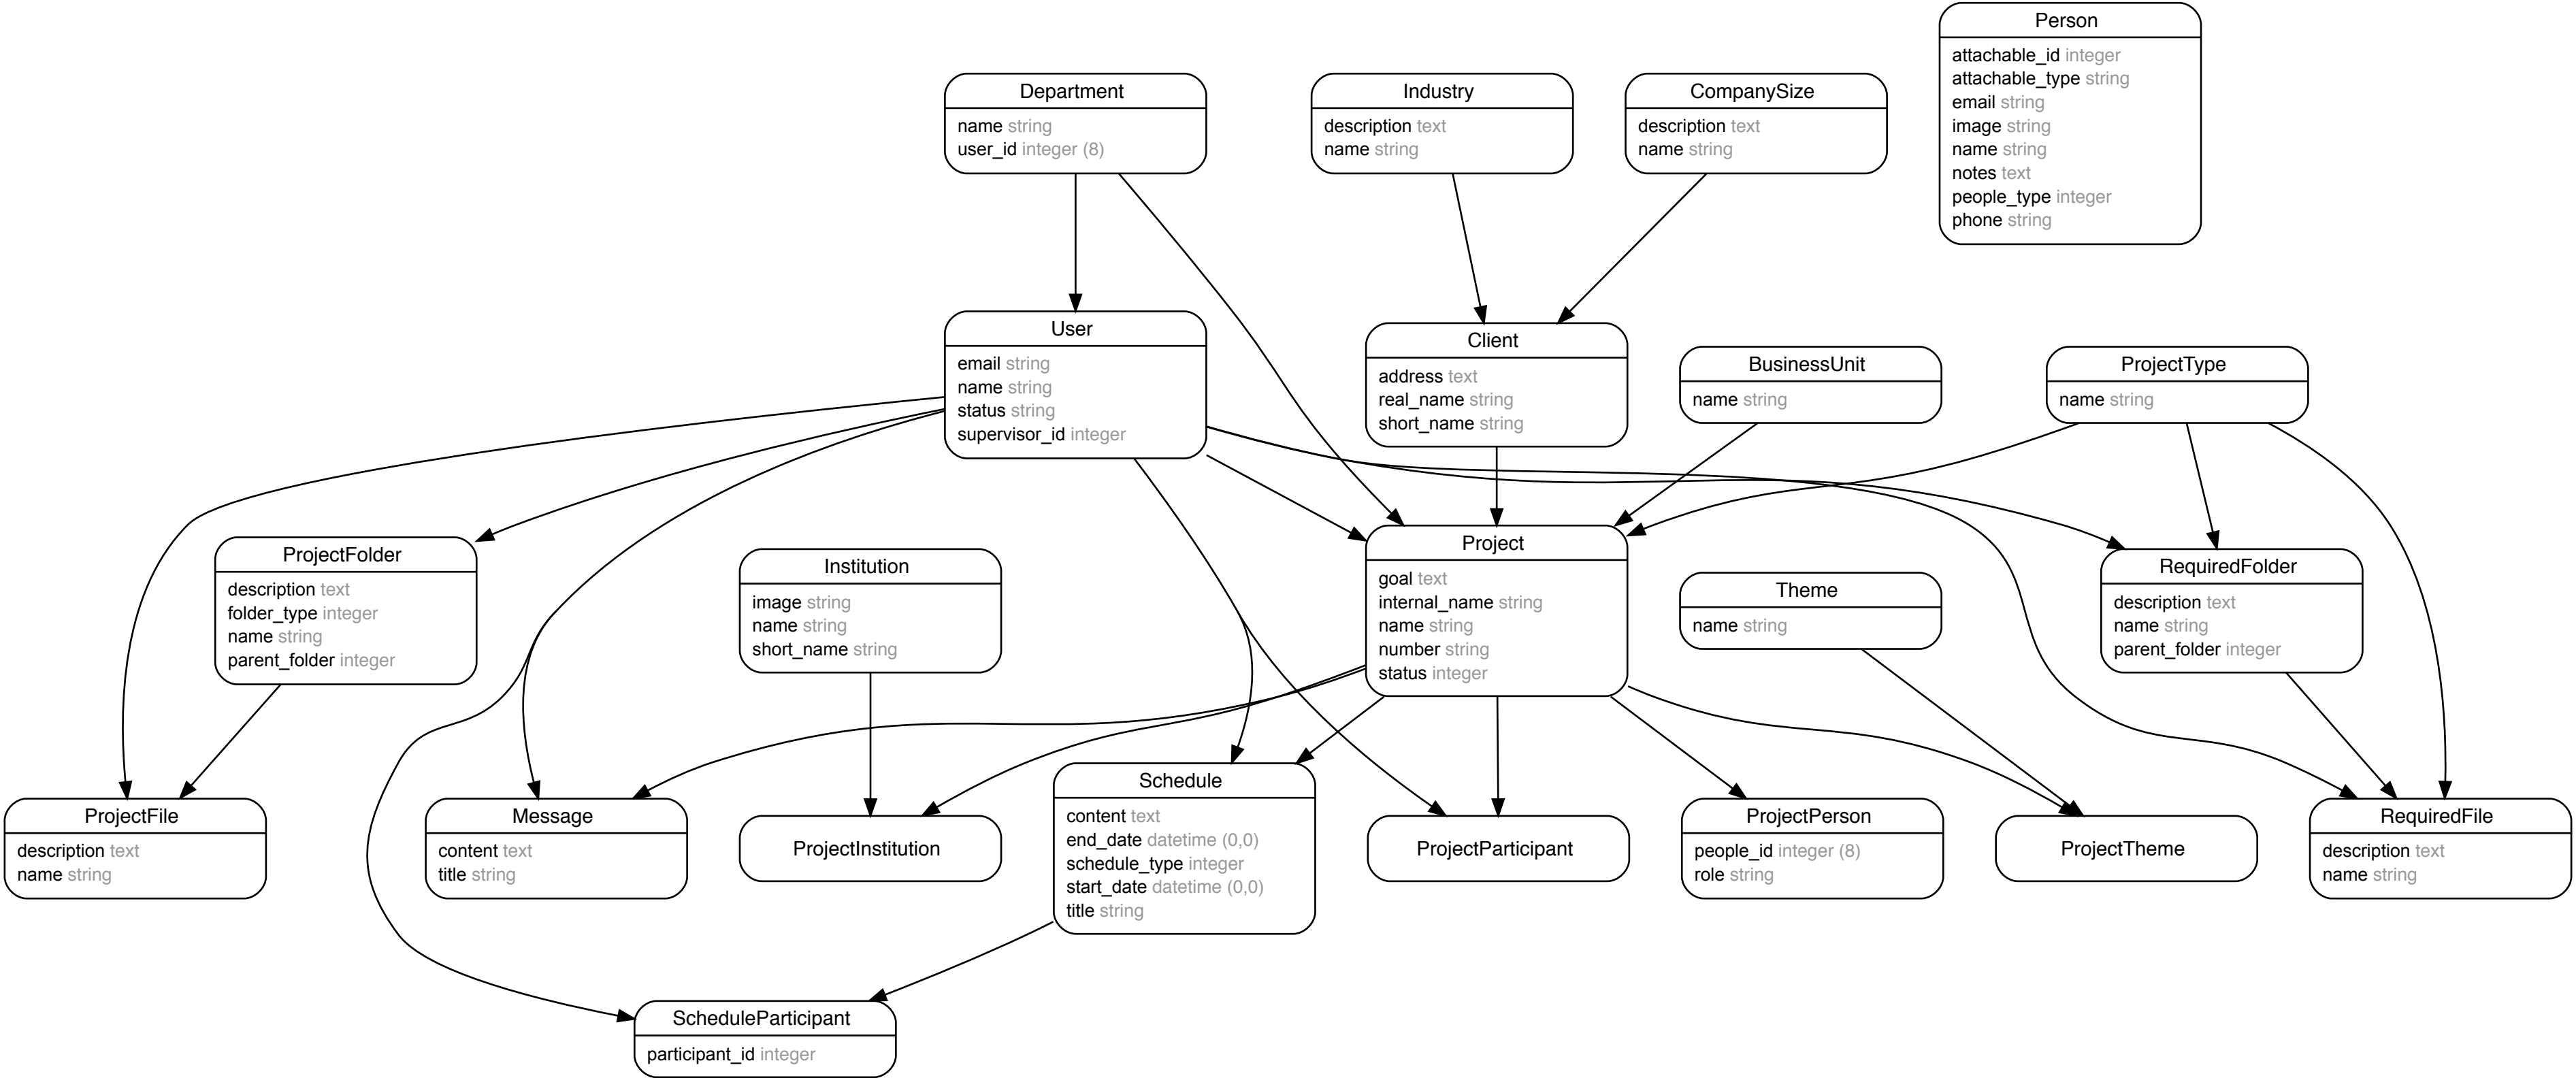 Person
attachable_id integer
attachable_type string
email string
image string
name string
notes text
people_type integer
phone string
Department
name string
user_id integer (8)
Industry
description text
name string
CompanySize
description text
name string
User
email string
name string
status string
supervisor_id integer
Client
address text
real_name string
short_name string
BusinessUnit
name string
ProjectType
name string
ProjectFolder
description text
folder_type integer
name string
parent_folder integer
Institution
image string
name string
short_name string
Project
goal text
internal_name string
name string
number string
status integer
Theme
name string
RequiredFolder
description text
name string
parent_folder integer
ProjectFile
description text
name string
Message
content text
title string
ProjectInstitution
Schedule
content text
end_date datetime (0,0)
schedule_type integer
start_date datetime (0,0)
title string
ProjectParticipant
ProjectPerson
people_id integer (8)
role string
ProjectTheme
RequiredFile
description text
name string
ScheduleParticipant
participant_id integer